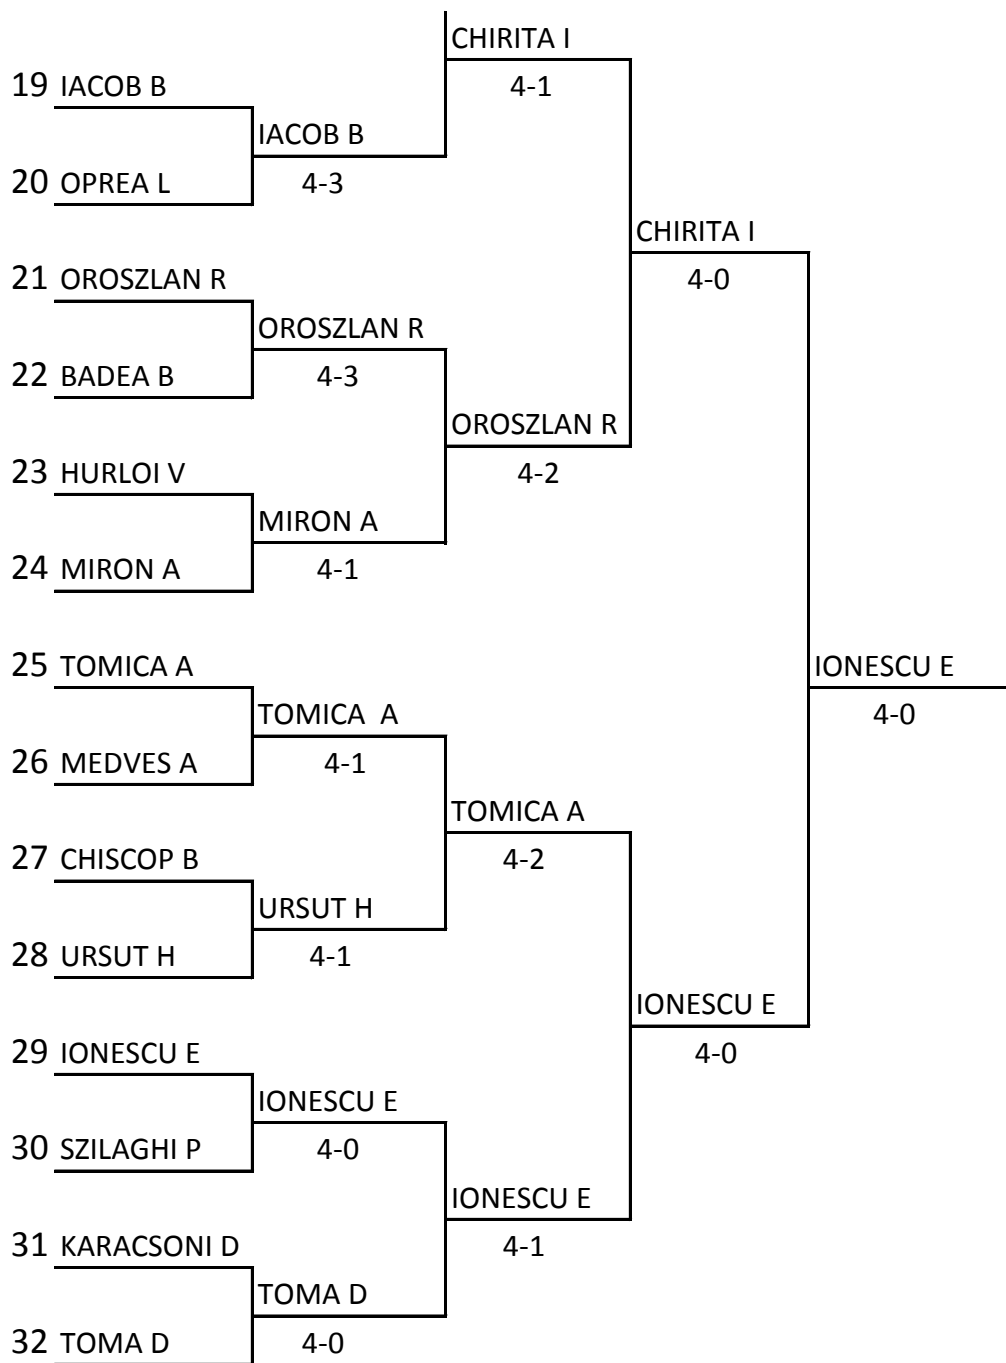 CHIRITA I
19 IACOB B
4-1
IACOB B
20 OPREA L
4-3
CHIRITA I
21 OROSZLAN R
4-0
OROSZLAN R
22 BADEA B
4-3
OROSZLAN R
23 HURLOI V
4-2
MIRON A
24 MIRON A
4-1
25 TOMICA A
IONESCU E
TOMICA  A
4-0
26 MEDVES A
4-1
TOMICA A
27 CHISCOP B
4-2
URSUT H
28 URSUT H
4-1
IONESCU E
29 IONESCU E
4-0
IONESCU E
30 SZILAGHI P
4-0
IONESCU E
31 KARACSONI D
4-1
TOMA D
32 TOMA D
4-0